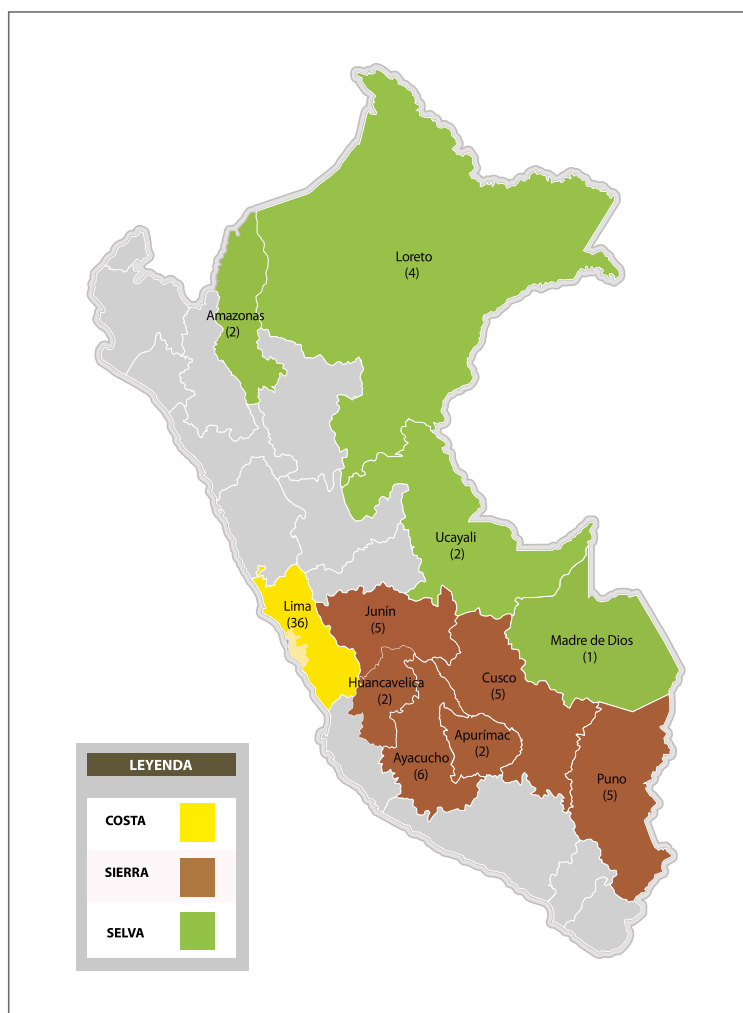 Loreto
(4)
Amazonas
(2)
Ucayali
(2)
Lima
(36)
Junín
(5)
Madre de Dios
(1)
Huancavelica
(2)
Cusco
(5)
Apurímac
(2)
Ayacucho
(6)
Puno
(5)
LEYENDA
COSTA
SIERRA
SELVA